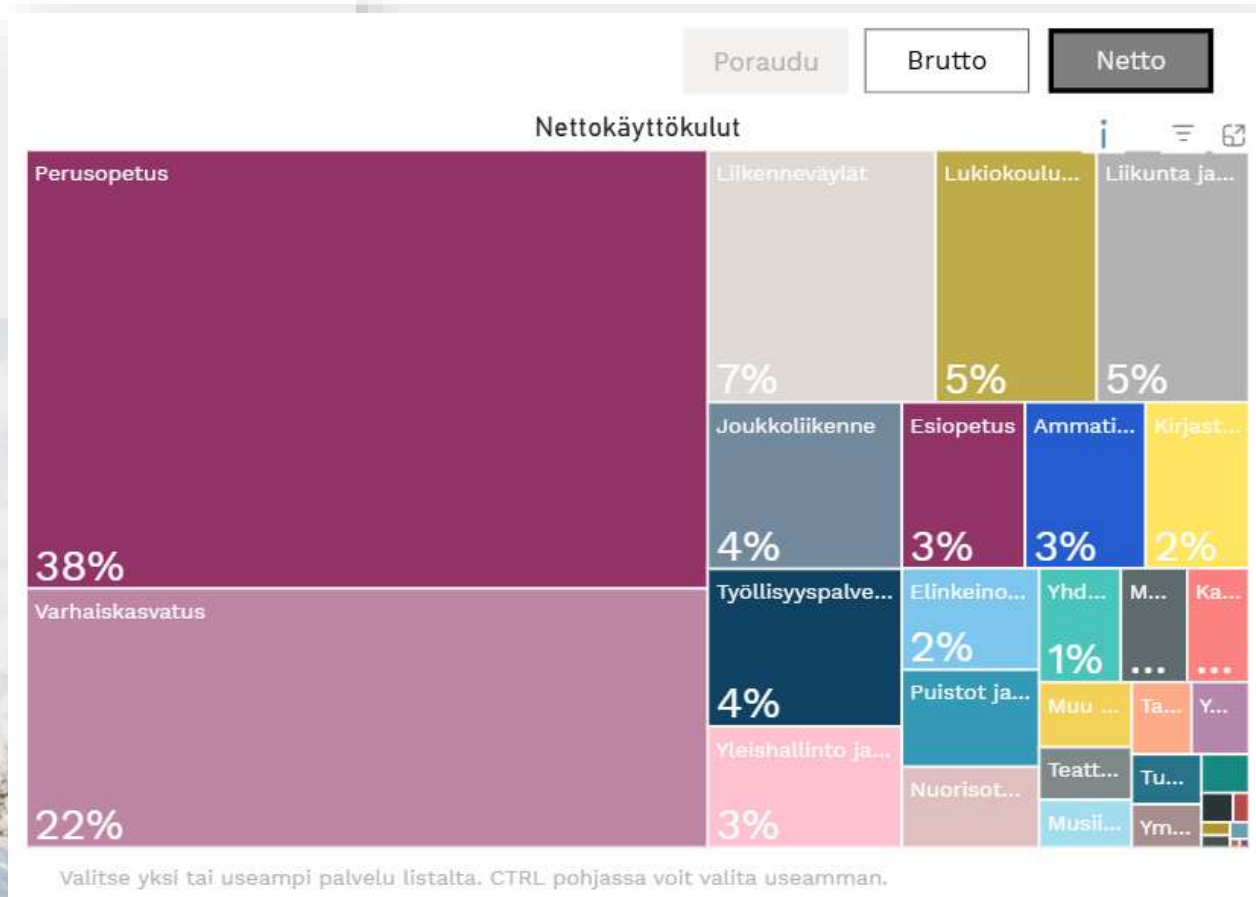 Poraudu
Brutto
Netto
Nettokäyttökulut
i
Perusopetus
38%
Varhaiskasvatus
22%
Liikenneväylät
7%
Lukiokoulu...
5%
Liikunta ja...
5%
Joukkoliikenne
4%
Esiopetus
3%
Ammati...
3%
Kirjast...
2%
Työllisyyspalve...
4%
Yleishallinto ja...
3%
Elinkeino...
2%
Puistot ja...
Nuorisot...
Yhd...
1%
M...
...
Ka...
...
Muu ...
Ta...
Y...
Teatt...
Tu...
Musii...
Ym...
Valitse yksi tai useampi palvelu listalta. CTRL pohjassa voit valita useamman.